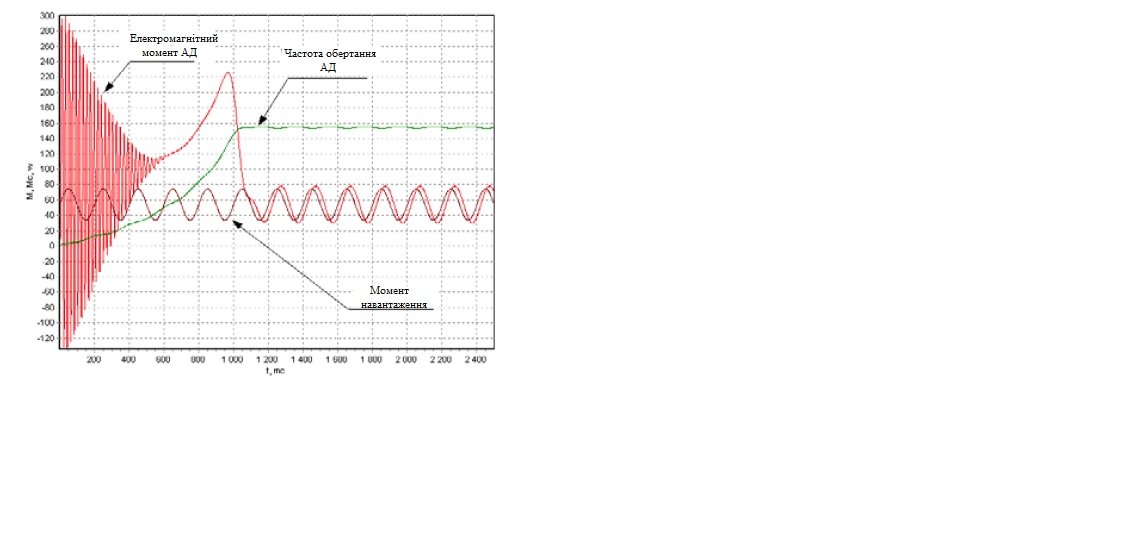 300
280
260
240
220
200
180
160
140
120
100
80
60
40
20
0
-20
-40
-60
-80
-100
-120
M, Mc, w
Електромагнітний
момент АД
Частота обертання
АД
Момент
навантаження
200 400 600 800 1 000 1 200 1 400 1 600 1 800 2 000 2 200 2 400
t, mc